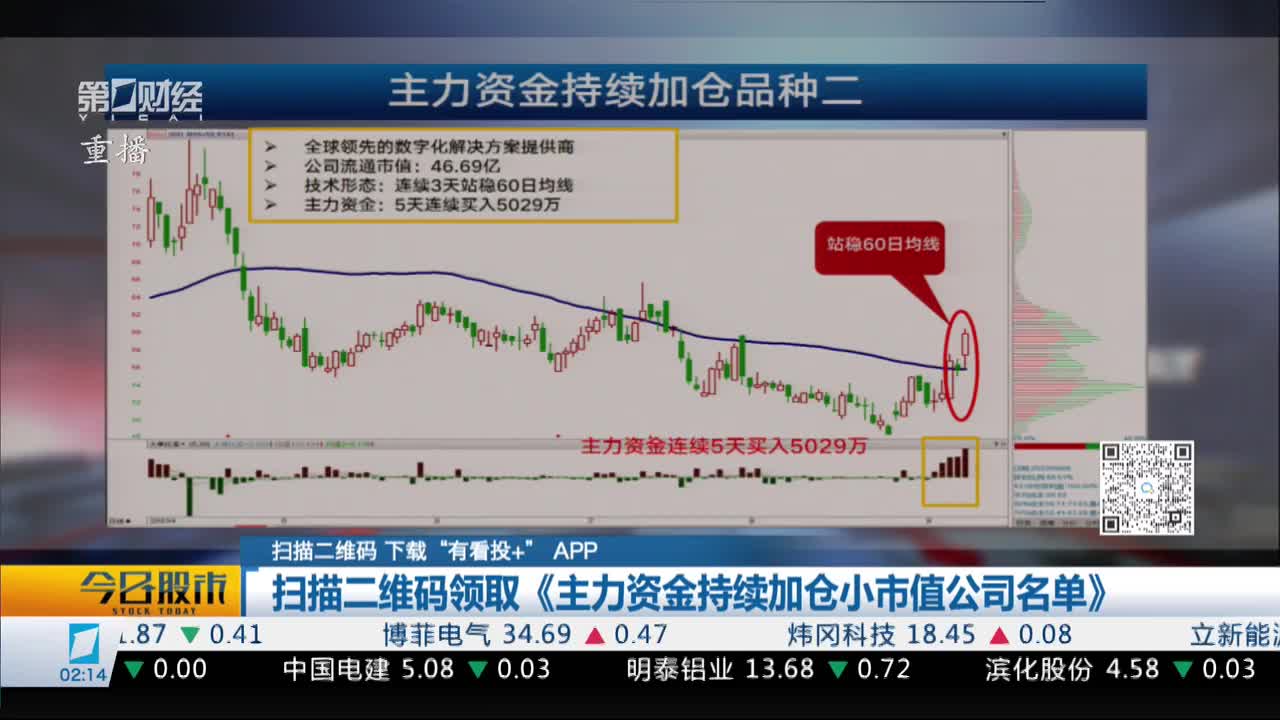 主力资金持续加仓品种二
第一财经
YICAI
重播
全球领先的数字化解决方案提供商
公司流通市值：46.69亿
技术形态：连续3天站稳60日均线
主力资金：5天连续买入5029万
站稳60日均线
主力资金连续5天买入5029万
扫描二维码 下载“有看投+” APP
今日股市
STOCK TODAY
扫描二维码领取《主力资金持续加仓小市值公司名单》
1.87 ▼ 0.41 博菲电气 34.69 ▲ 0.47 炜冈科技 18.45 ▲ 0.08 立新能源
02:14
▼ 0.00 中国电建 5.08 ▼ 0.03 明泰铝业 13.68 ▼ 0.72 滨化股份 4.58 ▼ 0.03